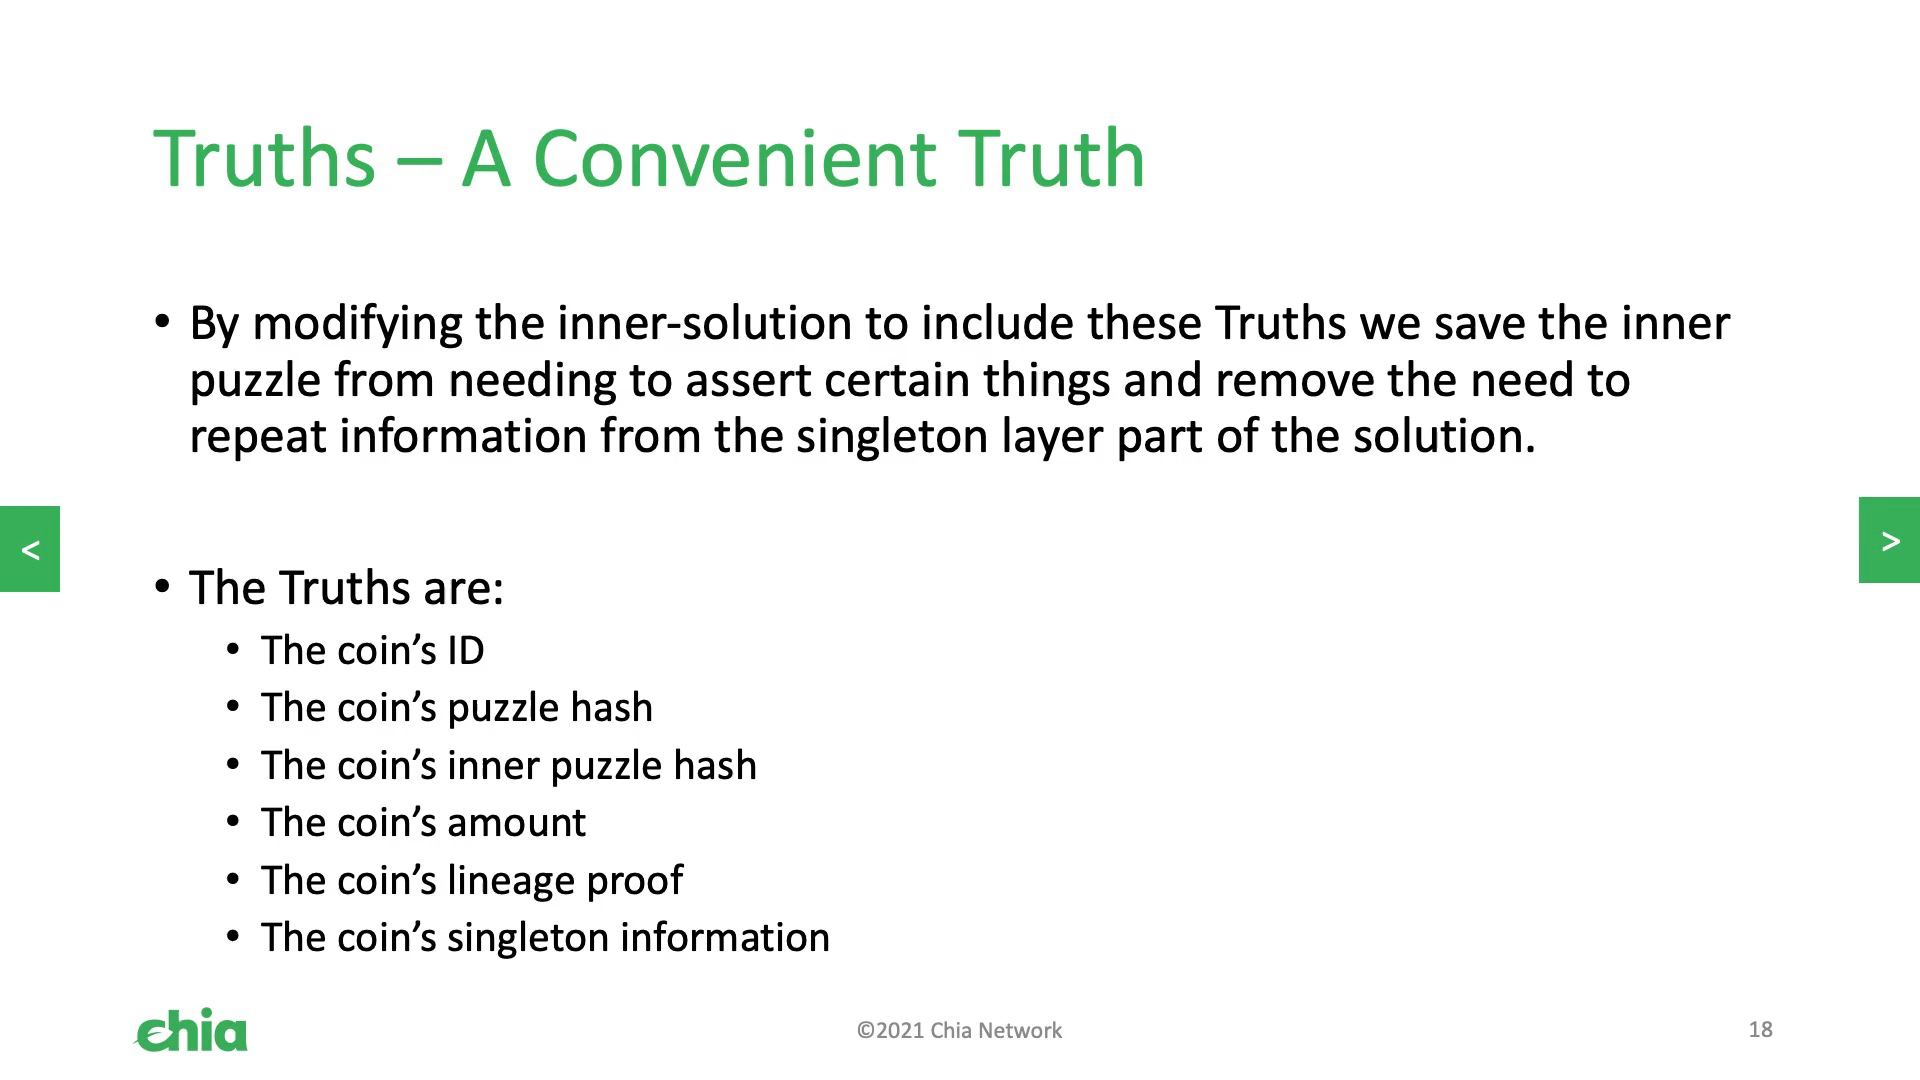 Truths – A Convenient Truth
• By modifying the inner-solution to include these Truths we save the inner
puzzle from needing to assert certain things and remove the need to
repeat information from the singleton layer part of the solution.
<
>
• The Truths are:
• The coin’s ID
• The coin’s puzzle hash
• The coin’s inner puzzle hash
• The coin’s amount
• The coin’s lineage proof
• The coin’s singleton information
chia
©2021 Chia Network
18